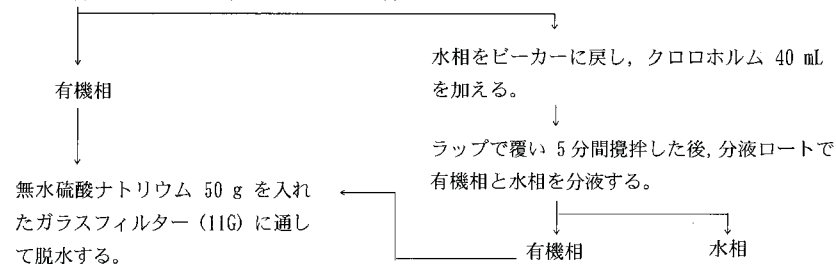 水相をビーカーに戻し, クロロホルム 40 mL
を加える。
有機相
ラップで覆い 5分間攪拌した後, 分液ロートで
有機相と水相を分液する。
無水硫酸ナトリウム 50 g を入れ
たガラスフィルター (11G) に通し
て脱水する。
有機相
水相